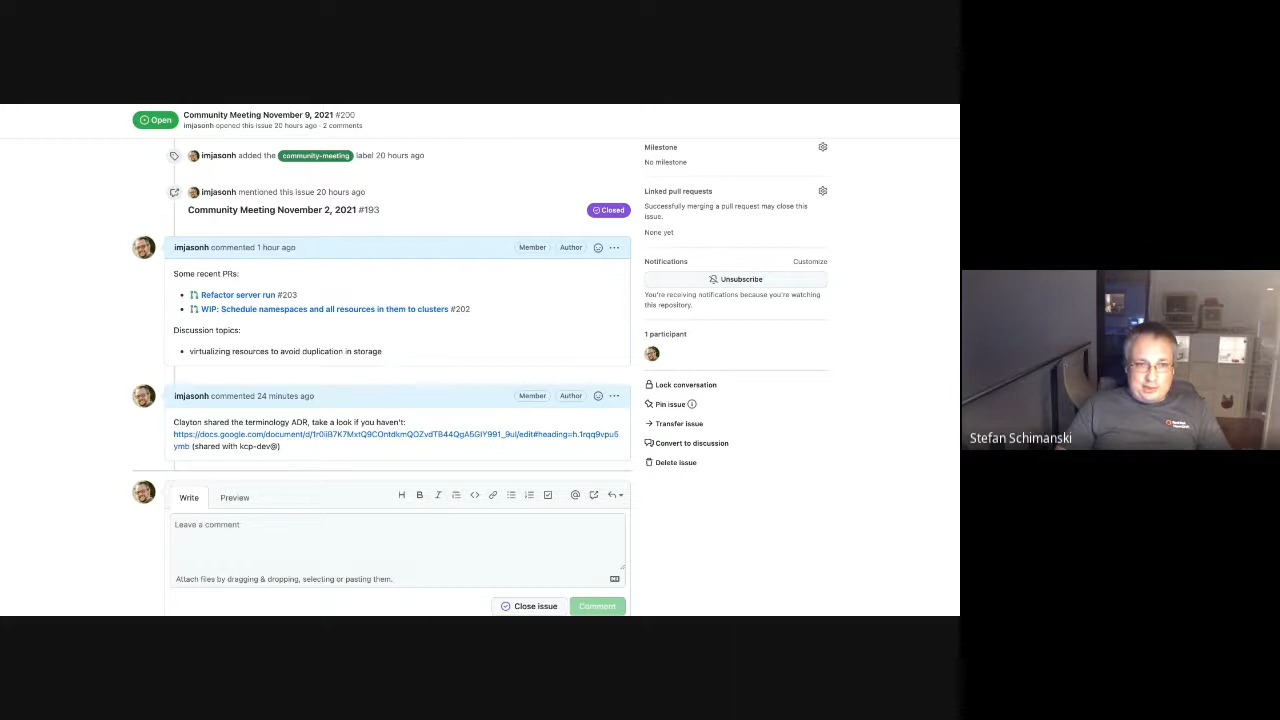 Open
Community Meeting November 9, 2021 #200
imjasonh opened this issue 20 hours ago · 2 comments
imjasonh added the community-meeting label 20 hours ago
imjasonh mentioned this issue 20 hours ago
Community Meeting November 2, 2021 #193
Closed
imjasonh commented 1 hour ago
Member
Author
Some recent PRs:
Refactor server run #203
WIP: Schedule namespaces and all resources in them to clusters #202
Discussion topics:
virtualizing resources to avoid duplication in storage
imjasonh commented 24 minutes ago
Member
Author
Clayton shared the terminology ADR, take a look if you haven't:
ymb (shared with kcp-dev@)
Write
Preview
Leave a comment
Attach files by dragging & dropping, selecting or pasting them.
Close issue
Comment
Milestone
No milestone
Linked pull requests
Successfully merging a pull request may close this
issue.
None yet
Notifications
Customize
Unsubscribe
You're receiving notifications because you're watching
this repository.
1 participant
Lock conversation
Pin issue
Transfer issue
Convert to discussion
Delete issue
Stefan Schimanski